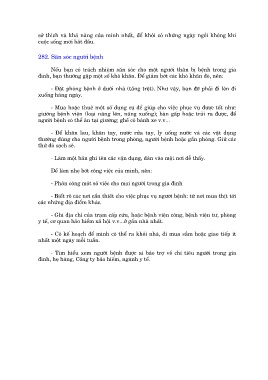 sở thích và khả năng của mình nhất, để khỏi có những ngày ngồi không khi
cuộc sống mới bắt đầu.
282. Săn sóc người bệnh
Nếu bạn có trách nhiệm săn sóc cho một người thân bị bệnh trong gia
đình, bạn thường gặp một số khó khăn. Để giảm bớt các khó khăn đó, nên:
- Đặt phòng bệnh ở dưới nhà (tầng trệt). Như vậy, bạn đỡ phải đi lên đi
xuống hàng ngày.
- Mua hoặc thuê một số dụng cụ để giúp cho việc phục vụ được tốt như:
giường bệnh viện (loại nâng lên, nâng xuống); bàn gấp hoặc trải ra được, để
người bệnh có thể ăn tại giường; ghế có bánh xe v.v...
- Để khăn lau, khăn tay, nước rửa tay, ly uống nước và các vật dụng
thường dùng cho người bệnh trong phòng, người bệnh hoặc gần phòng. Giữ các
thứ đó sạch sẽ.
- Làm một bản ghi tên các vận dụng, dán vào một nơi dễ thấy.
Để làm nhẹ bớt công việc của mình, nên:
- Phân công một số việc cho mọi người trong gia đình
- Biết rõ các nơi cần thiết cho việc phục vụ người bệnh: từ nơi mua thịt tới
các những địa điểm khác.
- Ghi địa chỉ của trạm cấp cứu, hoặc bệnh viện công, bệnh viện tư, phòng
y tế, cơ quan bảo hiểm xã hội v.v... ở gần nhà nhất.
- Có kế hoạch để mình có thể ra khỏi nhà, đi mua sắm hoặc giao tiếp ít
nhất một ngày mỗi tuần.
- Tìm hiểu xem người bệnh được ai bảo trợ về chi tiêu người trong gia
đình, họ hàng, Công ty bảo hiểm, ngành y tế.